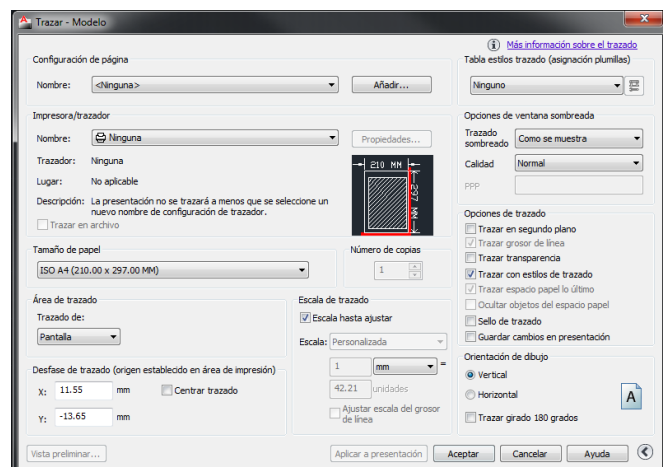 Trazar - Modelo
Más información sobre el trazado
Configuración de página
Nombre: <Ninguna> Añadir...
Tabla estilos trazado (asignación plumillas)
Ninguno
Impresora/trazador
Nombre: Ninguna Propiedades...
Trazador: Ninguna
Lugar: No aplicable
Descripción: La presentación no se trazará a menos que se seleccione un
nuevo nombre de configuración de trazador.
Trazar en archivo
210 MM
297 MM
Opciones de ventana sombreada
Trazado
sombreado Como se muestra
Calidad Normal
PPP
Tamaño de papel
ISO A4 (210.00 x 297.00 MM)
Número de copias
1
Opciones de trazado
Trazar en segundo plano
Trazar grosor de línea
Trazar transparencia
Trazar con estilos de trazado
Trazar espacio papel lo último
Ocultar objetos del espacio papel
Sello de trazado
Guardar cambios en presentación
Área de trazado
Trazado de:
Pantalla
Escala de trazado
Escala hasta ajustar
Escala: Personalizada
1 mm =
42.21 unidades
Ajustar escala del grosor
de línea
Desfase de trazado (origen establecido en área de impresión)
X: 11.55 mm Centrar trazado
Y: -13.65 mm
Orientación de dibujo
Vertical
Horizontal
Trazar girado 180 grados
A
Vista preliminar... Aplicar a presentación Aceptar Cancelar Ayuda